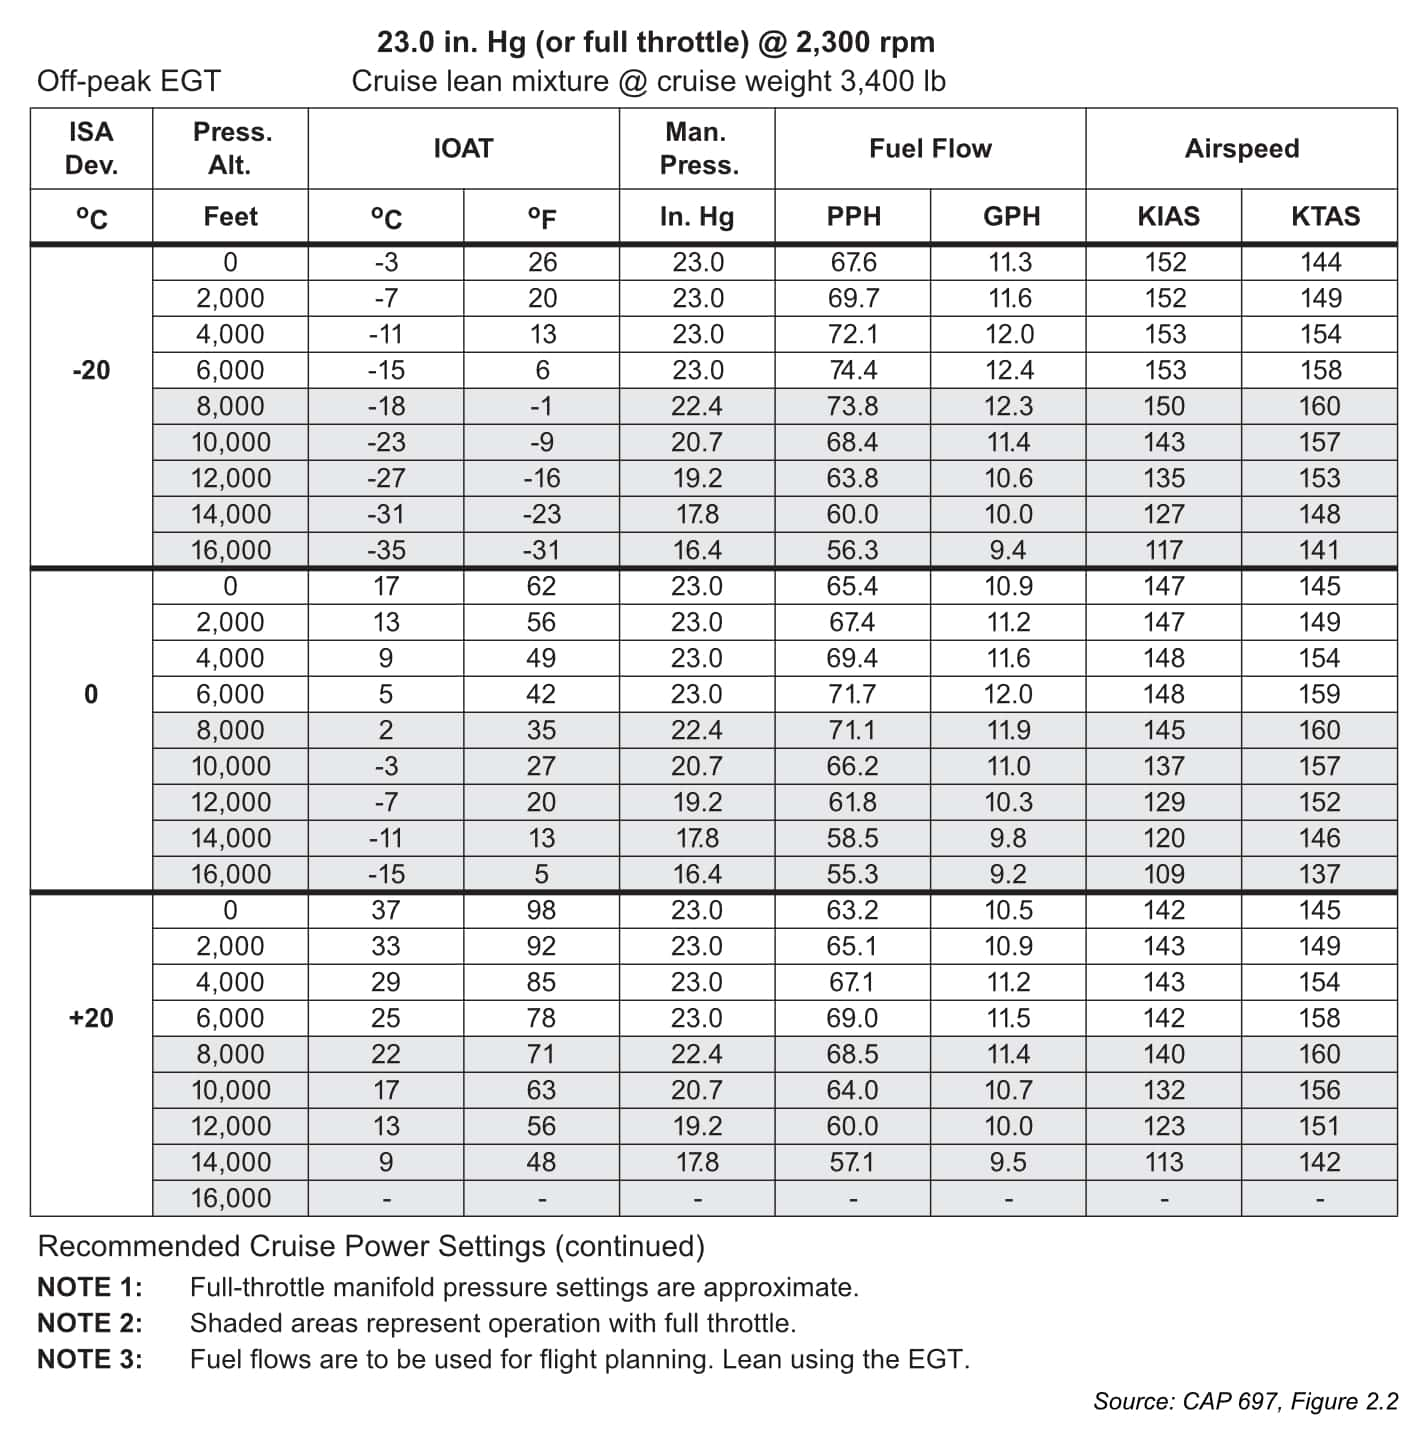 23.0 in. Hg (or full throttle) @ 2,300 rpm
Off-peak EGT Cruise lean mixture @ cruise weight 3,400 lb
ISA Dev. Press. Alt. IOAT Man. Press. Fuel Flow Airspeed
ºC Feet ºC ºF In. Hg PPH GPH KIAS KTAS
-20
0 -3 26 23.0 67.6 11.3 152 144
2,000 -7 20 23.0 69.7 11.6 152 149
4,000 -11 13 23.0 72.1 12.0 153 154
6,000 -15 6 23.0 74.4 12.4 153 158
8,000 -18 -1 22.4 73.8 12.3 150 160
10,000 -23 -9 20.7 68.4 11.4 143 157
12,000 -27 -16 19.2 63.8 10.6 135 153
14,000 -31 -23 17.8 60.0 10.0 127 148
16,000 -35 -31 16.4 56.3 9.4 117 141
0
0 17 62 23.0 65.4 10.9 147 145
2,000 13 56 23.0 67.4 11.2 147 149
4,000 9 49 23.0 69.4 11.6 148 154
6,000 5 42 23.0 71.7 12.0 148 159
8,000 2 35 22.4 71.1 11.9 145 160
10,000 -3 27 20.7 66.2 11.0 137 157
12,000 -7 20 19.2 61.8 10.3 129 152
14,000 -11 13 17.8 58.5 9.8 120 146
16,000 -15 5 16.4 55.3 9.2 109 137
+20
0 37 98 23.0 63.2 10.5 142 145
2,000 33 92 23.0 65.1 10.9 143 149
4,000 29 85 23.0 67.1 11.2 143 154
6,000 25 78 23.0 69.0 11.5 142 158
8,000 22 71 22.4 68.5 11.4 140 160
10,000 17 63 20.7 64.0 10.7 132 156
12,000 13 56 19.2 60.0 10.0 123 151
14,000 9 48 17.8 57.1 9.5 113 142
16,000 - - - - - - -
Recommended Cruise Power Settings (continued)
NOTE 1: Full-throttle manifold pressure settings are approximate.
NOTE 2: Shaded areas represent operation with full throttle.
NOTE 3: Fuel flows are to be used for flight planning. Lean using the EGT.
Source: CAP 697, Figure 2.2